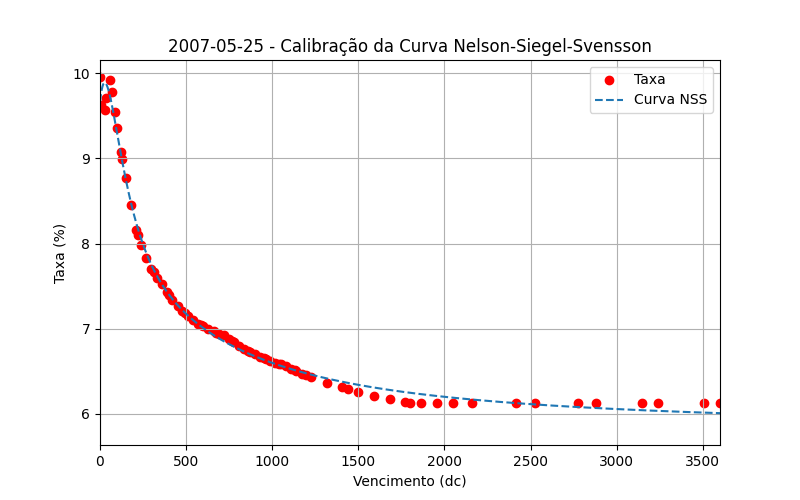 2007-05-25 - Calibração da Curva Nelson-Siegel-Svensson
Taxa
Curva NSS
Taxa (%)
10
9
8
7
6
0 500 1000 1500 2000 2500 3000 3500
Vencimento (dc)